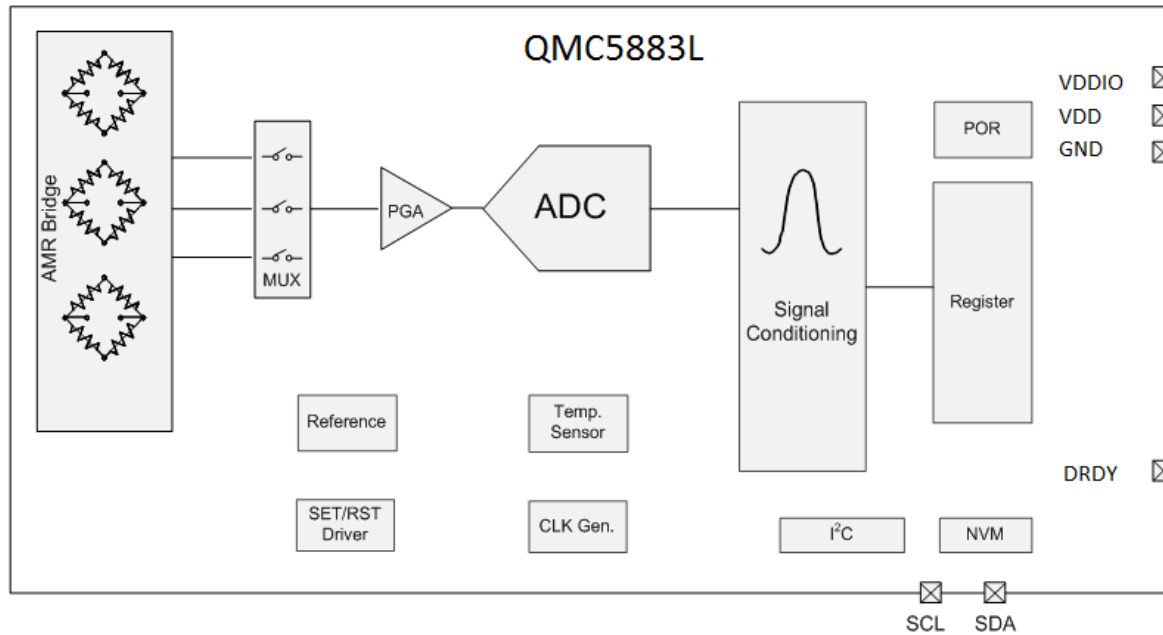 QMC5883L
VDDIO
VDD
GND
POR
AMR Bridge
MUX
PGA
ADC
Signal
Conditioning
Register
Reference
Temp.
Sensor
DRDY
SET/RST
Driver
CLK Gen.
I²C
NVM
SCL
SDA